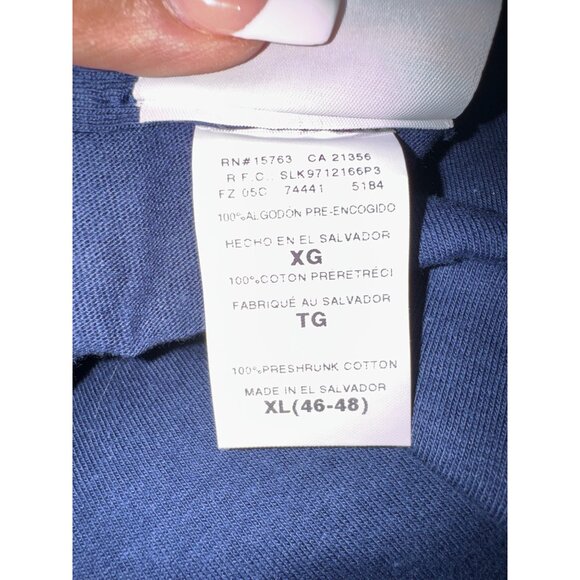 RN#15763 CA 21356
R.F.C.: SLK9712166P3
FZ 05C 74441 51B4
100%ALGODÓN PRE-ENCOGIDO
HECHO EN EL SALVADOR
XG
100%COTON PRERETRÉCI
FABRIQUÉ AU SALVADOR
TG
100%PRESHRUNK COTTON
MADE IN EL SALVADOR
XL(46-48)